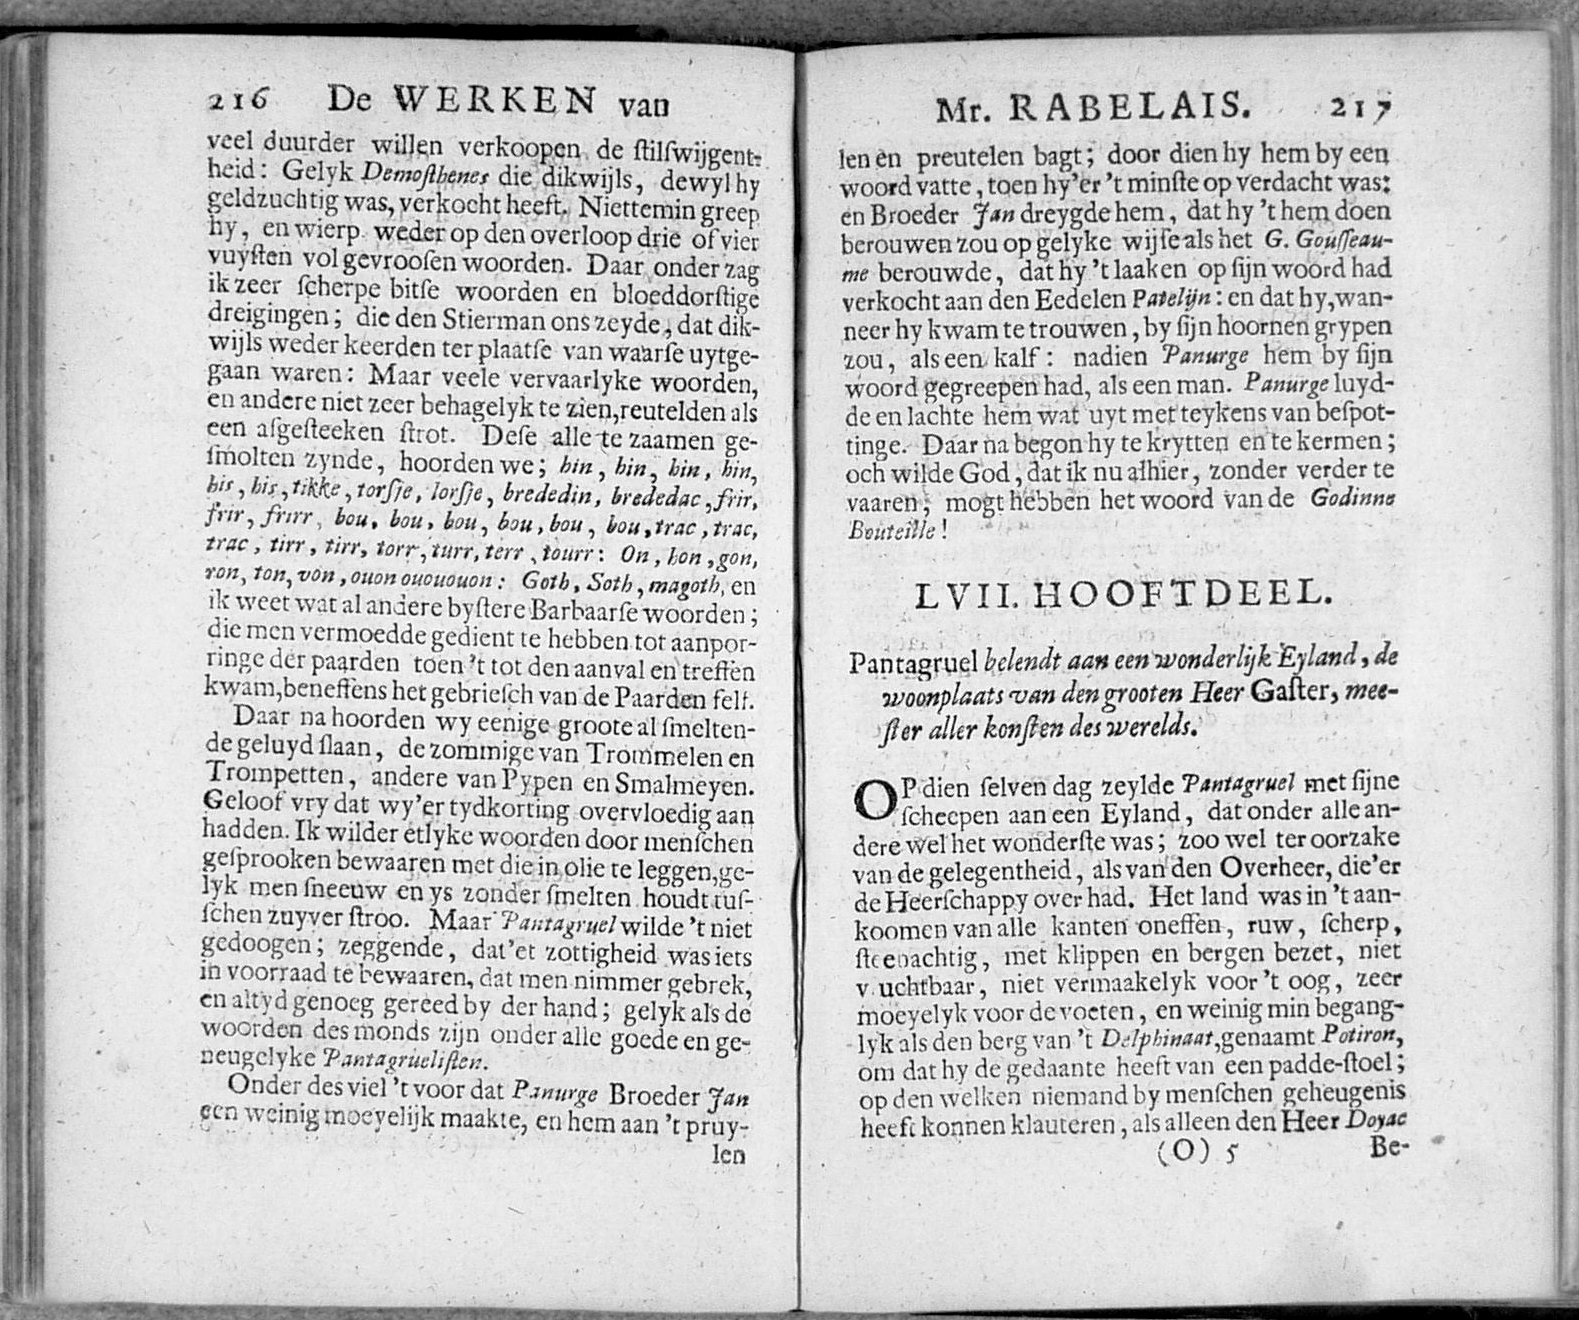 216 De WERKEN van
veel duurder willen verkoopen de ſtilſwijgent-
heid: Gelyk Demoſthenes die dikwijls, dewyl hy
geldzuchtig was, verkocht heeft. Niettemin greep
hy, en wierp weder op den overloop drie of vier
vuyſten vol gevrooſen woorden. Daar onder zag
ik zeer ſcherpe bitſe woorden en bloeddorſtige
dreigingen; die den Stierman ons zeyde, dat dik-
wijls weder keerden ter plaatſe van waarſe uytge-
gaan waren: Maar veele vervaarlyke woorden,
en andere niet zeer behagelyk te zien, reutelden als
een afgeſteeken ſtrot. Deſe alle te zaamen ge-
ſmolten zynde, hoorden we; hin, hin, hin, hin,
his, his, tikke, torſje, lorſje, brededin, brededac, frir,
frir, frirr, bou, bou, bou, bou, bou, bou, trac, trac,
trac, tirr, tirr, torr, turr, terr, tourr: On, hon, gon,
ron, ton, von, ouon ouououon: Goth, Soth, magoth, en
ik weet wat al andere byſtere Barbaarſe woorden;
die men vermoedde gedient te hebben tot aanpor-
ringe der paarden toen 't tot den aanval en treffen
kwam, beneffens het gebrieſch van de Paarden ſelf.
Daar na hoorden wy eenige groote al ſmelten-
de geluyd ſlaan, de zommige van Trommelen en
Trompetten, andere van Pypen en Smalmeyen.
Geloof vry dat wy'er tydkorting overvloedig aan
hadden. Ik wilder etlyke woorden door menſchen
geſprooken bewaaren met die in olie te leggen, ge-
lyk men ſneeuw en ys zonder ſmelten houdt tuſ-
ſchen zuyver ſtroo. Maar Pantagruel wilde 't niet
gedoogen; zeggende, dat'et zottigheid was iets
in voorraad te bewaaren, dat men nimmer gebrek,
en altyd genoeg gereed by der hand; gelyk als de
woorden des monds zijn onder alle goede en ge-
neugelyke Pantagrueliſten.
Onder des viel 't voor dat Panurge Broeder Jan
een weinig moeyelijk maakte, en hem aan 't pruy-
len
Mr. RABELAIS. 217
len en preutelen bagt; door dien hy hem by een
woord vatte, toen hy'er 't minſte op verdacht was:
en Broeder Jan dreygde hem, dat hy 't hem doen
berouwen zou op gelyke wijſe als het G. Gouſſeau-
me berouwde, dat hy 't laaken op ſijn woord had
verkocht aan den Eedelen Patelijn: en dat hy, wan-
neer hy kwam te trouwen, by ſijn hoornen grypen
zou, als een kalf: nadien Panurge hem by ſijn
woord gegreepen had, als een man. Panurge luyd-
de en lachte hem wat uyt met teykens van beſpot-
tinge. Daar na begon hy te krytten en te kermen;
och wilde God, dat ik nu alhier, zonder verder te
vaaren, mogt hebben het woord van de Godinne
Bouteille!
LVII. HOOFTDEEL.
Pantagruel belendt aan een wonderlijk Eyland, de
woonplaats van den grooten Heer Gaſter, mee-
ſter aller konſten des werelds.
OP dien ſelven dag zeylde Pantagruel met ſijne
ſcheepen aan een Eyland, dat onder alle an-
dere wel het wonderſte was; zoo wel ter oorzake
van de gelegentheid, als van den Overheer, die'er
de Heerſchappy over had. Het land was in 't aan-
koomen van alle kanten oneffen, ruw, ſcherp,
ſteenachtig, met klippen en bergen bezet, niet
vruchtbaar, niet vermaakelyk voor 't oog, zeer
moeyelyk voor de voeten, en weinig min begang-
lyk als den berg van 't Delphinaat, genaamt Potiron,
om dat hy de gedaante heeft van een padde-ſtoel;
op den welken niemand by menſchen geheugenis
heeft konnen klauteren, als alleen den Heer Doyac
(O) 5 Be-